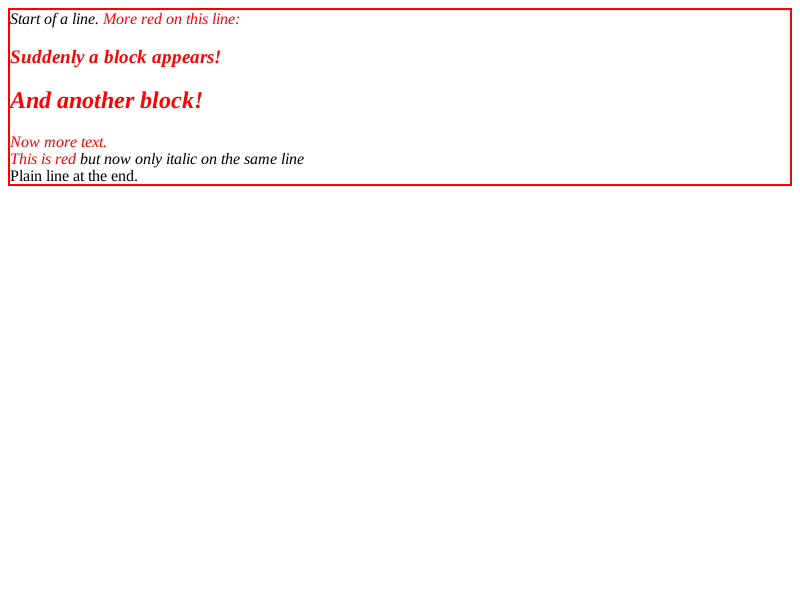 Start of a line. More red on this line:
Suddenly a block appears!
And another block!
Now more text.
This is red but now only italic on the same line
Plain line at the end.